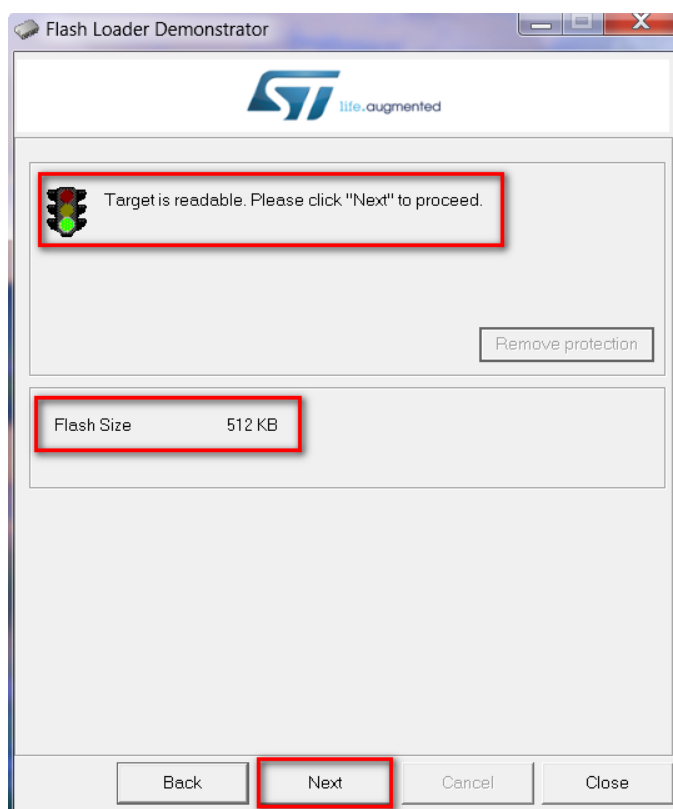 Flash Loader Demonstrator
X
ST life.augmented
Target is readable. Please click "Next" to proceed.
Remove protection
Flash Size 512 KB
Back Next Cancel Close